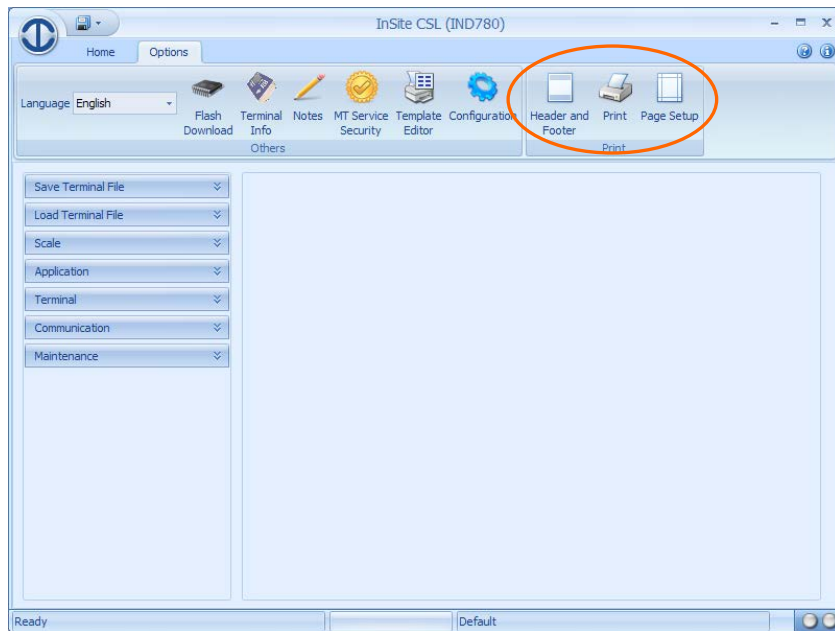 InSite CSL (IND780)
Home Options
Language English
Flash Download
Terminal Info
Notes
MT Service Security
Template Editor
Configuration
Header and Footer
Print
Page Setup
Others
Print
Save Terminal File
Load Terminal File
Scale
Application
Terminal
Communication
Maintenance
Ready
Default